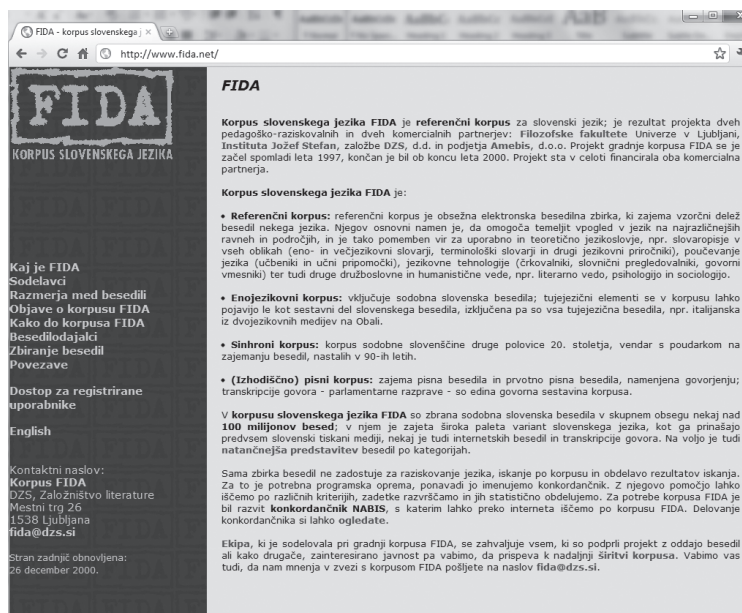 FIDA - korpus slovenskega j
http://www.fida.net/
FIDA
KORPUS SLOVENSKEGA JEZIKA
Kaj je FIDA
Sodelavci
Razmerja med besedili
Objave o korpusu FIDA
Kako do korpusa FIDA
Besedilodajalci
Zbiranje besedil
Povezave
Dostop za registrirane
uporabnike
English
Kontaktni naslov:
Korpus FIDA
DZS, Založništvo literature
Mestni trg 26
1538 Ljubljana
fida@dzs.si
Stran zadnjič obnovljena:
26 december 2000.
FIDA
Korpus slovenskega jezika FIDA je referenčni korpus za slovenski jezik; je rezultat projekta dveh
pedagoško-raziskovalnih in dveh komercialnih partnerjev: Filozofske fakultete Univerze v Ljubljani,
Instituta Jožef Stefan, založbe DZS, d.d. in podjetja Amebis, d.o.o. Projekt gradnje korpusa FIDA se je
začel spomladi leta 1997, končan je bil ob koncu leta 2000. Projekt sta v celoti financirala oba komercialna
partnerja.
Korpus slovenskega jezika FIDA je:
• Referenčni korpus: referenčni korpus je obsežna elektronska besedilna zbirka, ki zajema vzorčni delež
besedil nekega jezika. Njegov osnovni namen je, da omogoča temeljit vpogled v jezik na najrazličnejših
ravneh in področjih, in je tako pomemben vir za uporabno in teoretično jezikoslovje, npr. slovaropisje v
vseh oblikah (eno- in večjezikovni slovarji, terminološki slovarji in drugi jezikovni priročniki), poučevanje
jezika (učbeniki in učni pripomočki), jezikovne tehnologije (črkovalniki, slovnični pregledovalniki, govorni
vmesniki) ter tudi druge družboslovne in humanistične vede, npr. literarno vedo, psihologijo in sociologijo.
• Enojezikovni korpus: vključuje sodobna slovenska besedila; tujejezični elementi se v korpusu lahko
pojavijo le kot sestavni del slovenskega besedila, izključena pa so vsa tujejezična besedila, npr. italijanska
iz dvojezikovnih medijev na Obali.
• Sinhroni korpus: korpus sodobne slovenščine druge polovice 20. stoletja, vendar s poudarkom na
zajemanju besedil, nastalih v 90-ih letih.
• (Izhodiščno) pisni korpus: zajema pisna besedila in prvotno pisna besedila, namenjena govorjenju;
transkripcije govora - parlamentarne razprave - so edina govorna sestavina korpusa.
V korpusu slovenskega jezika FIDA so zbrana sodobna slovenska besedila v skupnem obsegu nekaj nad
100 milijonov besed; v njem je zajeta široka paleta variant slovenskega jezika, kot ga prinašajo
predvsem slovenski tiskani mediji, nekaj je tudi internetskih besedil in transkripcije govora. Na voljo je tudi
natančnejša predstavitev besedil po kategorijah.
Sama zbirka besedil ne zadostuje za raziskovanje jezika, iskanje po korpusu in obdelavo rezultatov iskanja.
Za to je potrebna programska oprema, ponavadi jo imenujemo konkordančnik. Z njegovo pomočjo lahko
iščemo po različnih kriterijih, zadetke razvrščamo in jih statistično obdelujemo. Za potrebe korpusa FIDA je
bil razvit konkordančnik NABIS, s katerim lahko preko interneta iščemo po korpusu FIDA. Delovanje
konkordančnika si lahko ogledate.
Ekipa, ki je sodelovala pri gradnji korpusa FIDA, se zahvaljuje vsem, ki so podprli projekt z oddajo besedil
ali kako drugače, zainteresirano javnost pa vabimo, da prispeva k nadaljnji širitvi korpusa. Vabimo vas
tudi, da nam mnenja v zvezi s korpusom FIDA pošljete na naslov fida@dzs.si.